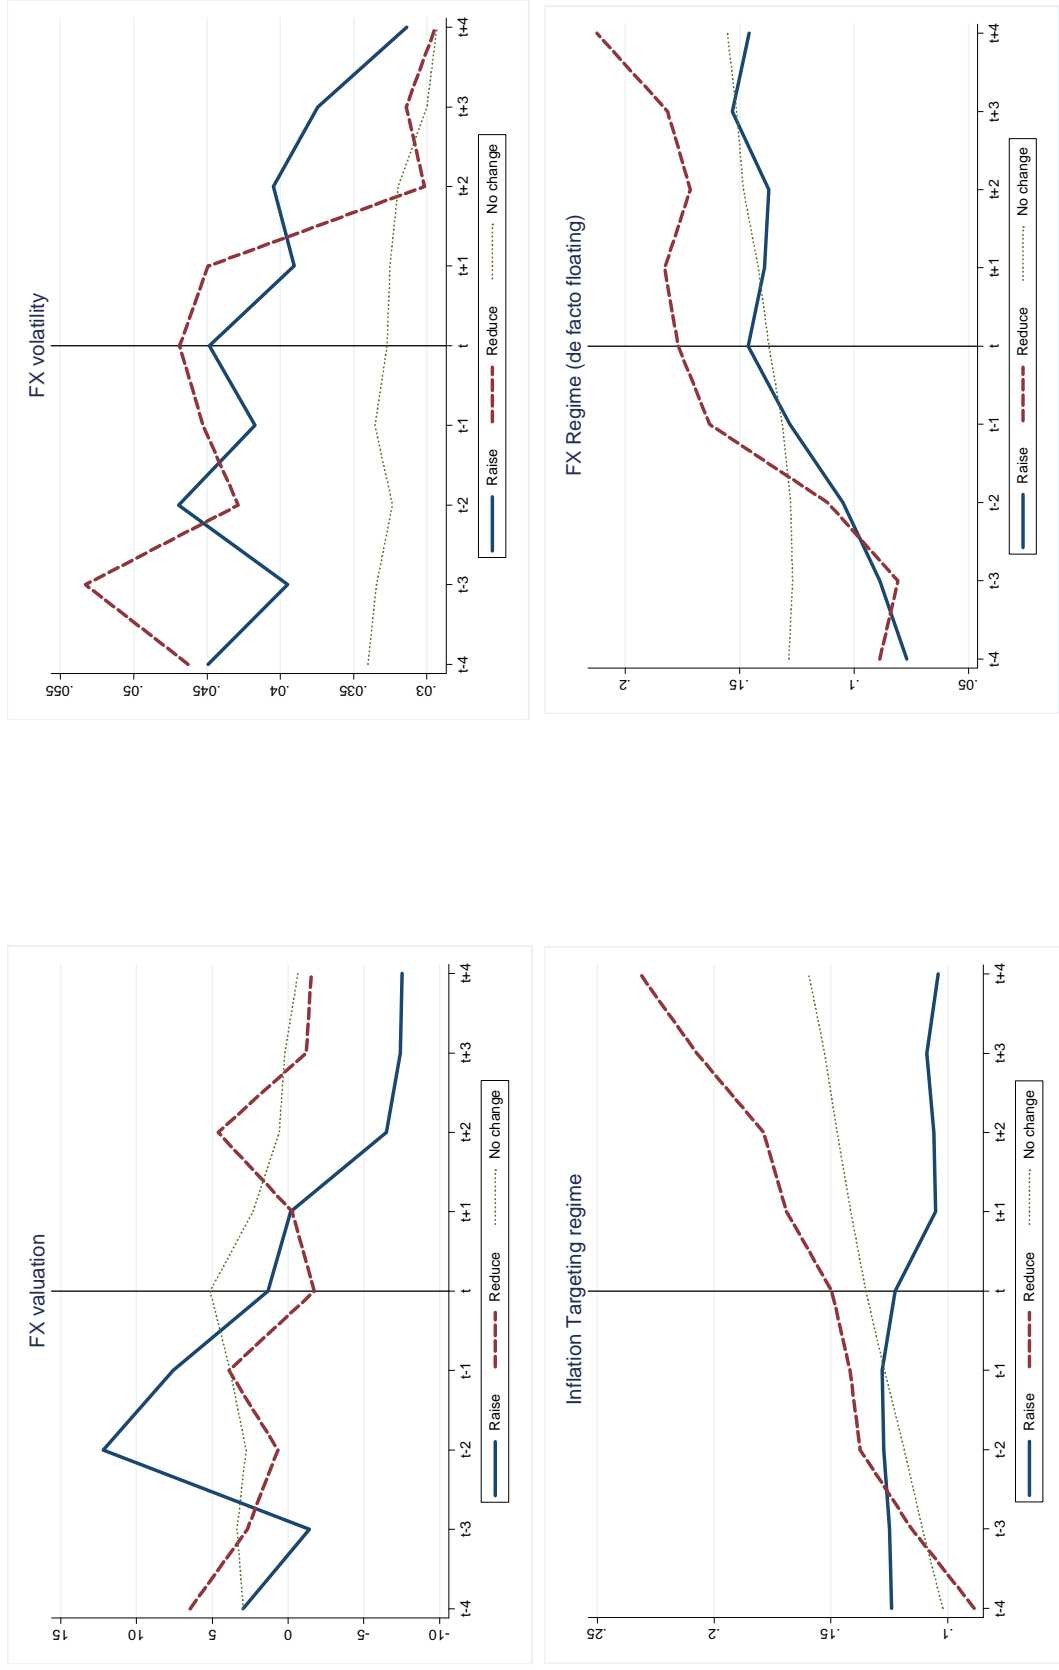 FX valuation
15
10
5
0
-5
-10
t-4 t-3 t-2 t-1 t t+1 t+2 t+3 t+4
Raise Reduce No change
FX volatility
.055
.05
.045
.04
.035
.03
t-4 t-3 t-2 t-1 t t+1 t+2 t+3 t+4
Raise Reduce No change
Inflation Targeting regime
.25
.2
.15
.1
t-4 t-3 t-2 t-1 t t+1 t+2 t+3 t+4
Raise Reduce No change
FX Regime (de facto floating)
.2
.15
.1
.05
t-4 t-3 t-2 t-1 t t+1 t+2 t+3 t+4
Raise Reduce No change